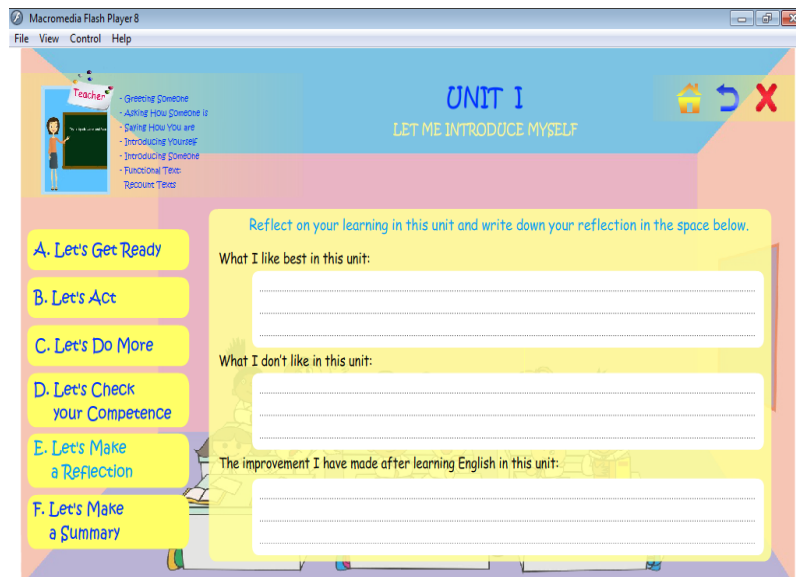 Macromedia Flash Player 8
File View Control Help
Teacher
- Greeting Someone
- Asking How Someone is
- Saying How You are
- Introducing Yourself
- Introducing Someone
- Functional Text:
Recount Texts
UNIT I
LET ME INTRODUCE MYSELF
A. Let's Get Ready
B. Let's Act
C. Let's Do More
D. Let's Check
your Competence
E. Let's Make
a Reflection
F. Let's Make
a Summary
Reflect on your learning in this unit and write down your reflection in the space below.
What I like best in this unit:
What I don't like in this unit:
The improvement I have made after learning English in this unit: